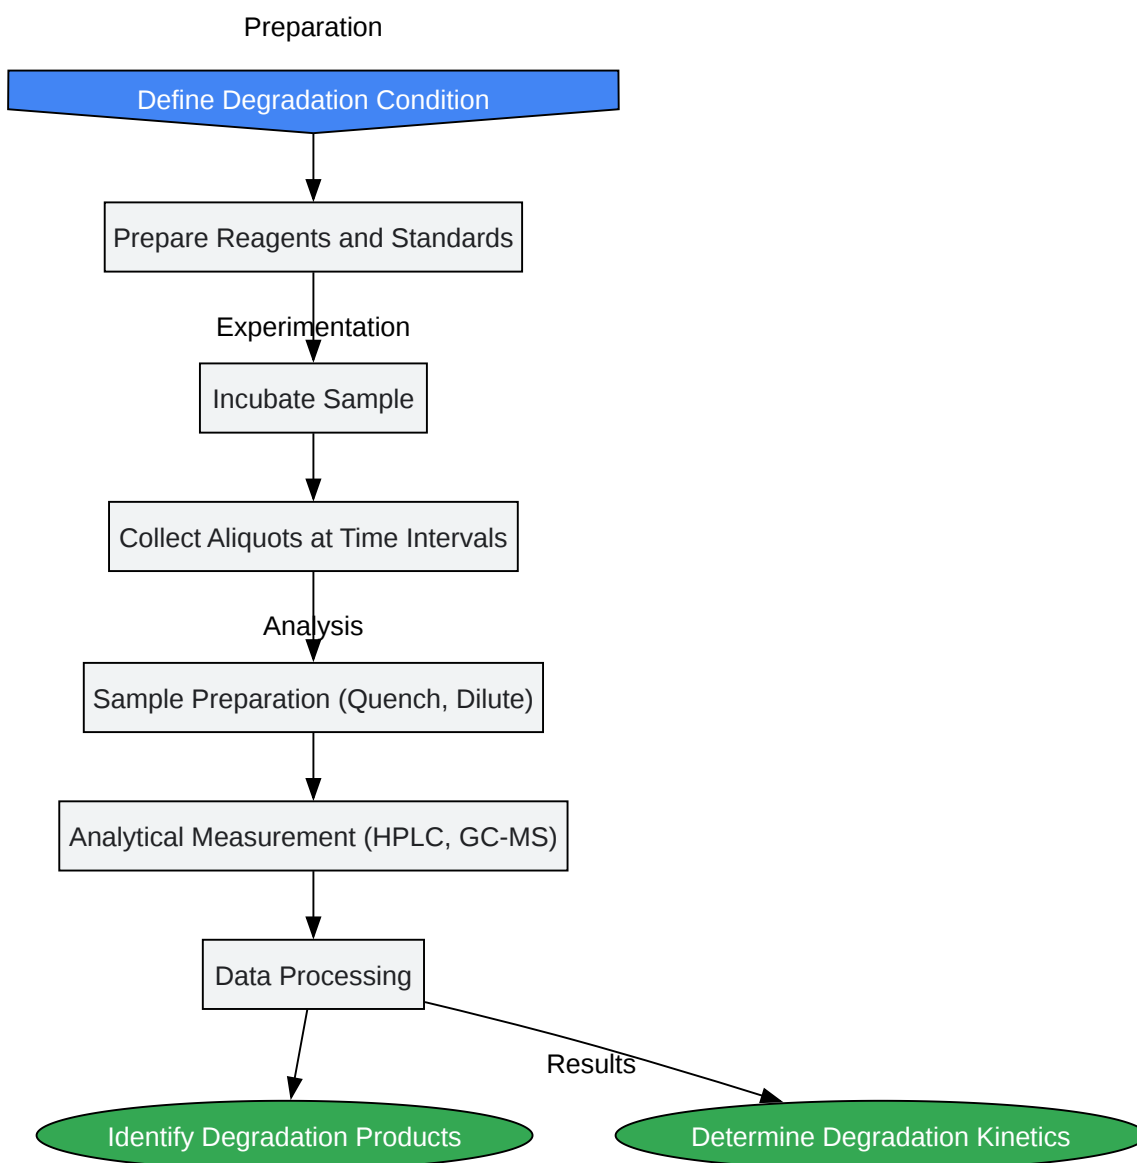 Preparation
Define Degradation Condition
Prepare Reagents and Standards
Experimentation
Incubate Sample
Collect Aliquots at Time Intervals
Analysis
Sample Preparation (Quench, Dilute)
Analytical Measurement (HPLC, GC-MS)
Data Processing
Results
Identify Degradation Products
Determine Degradation Kinetics